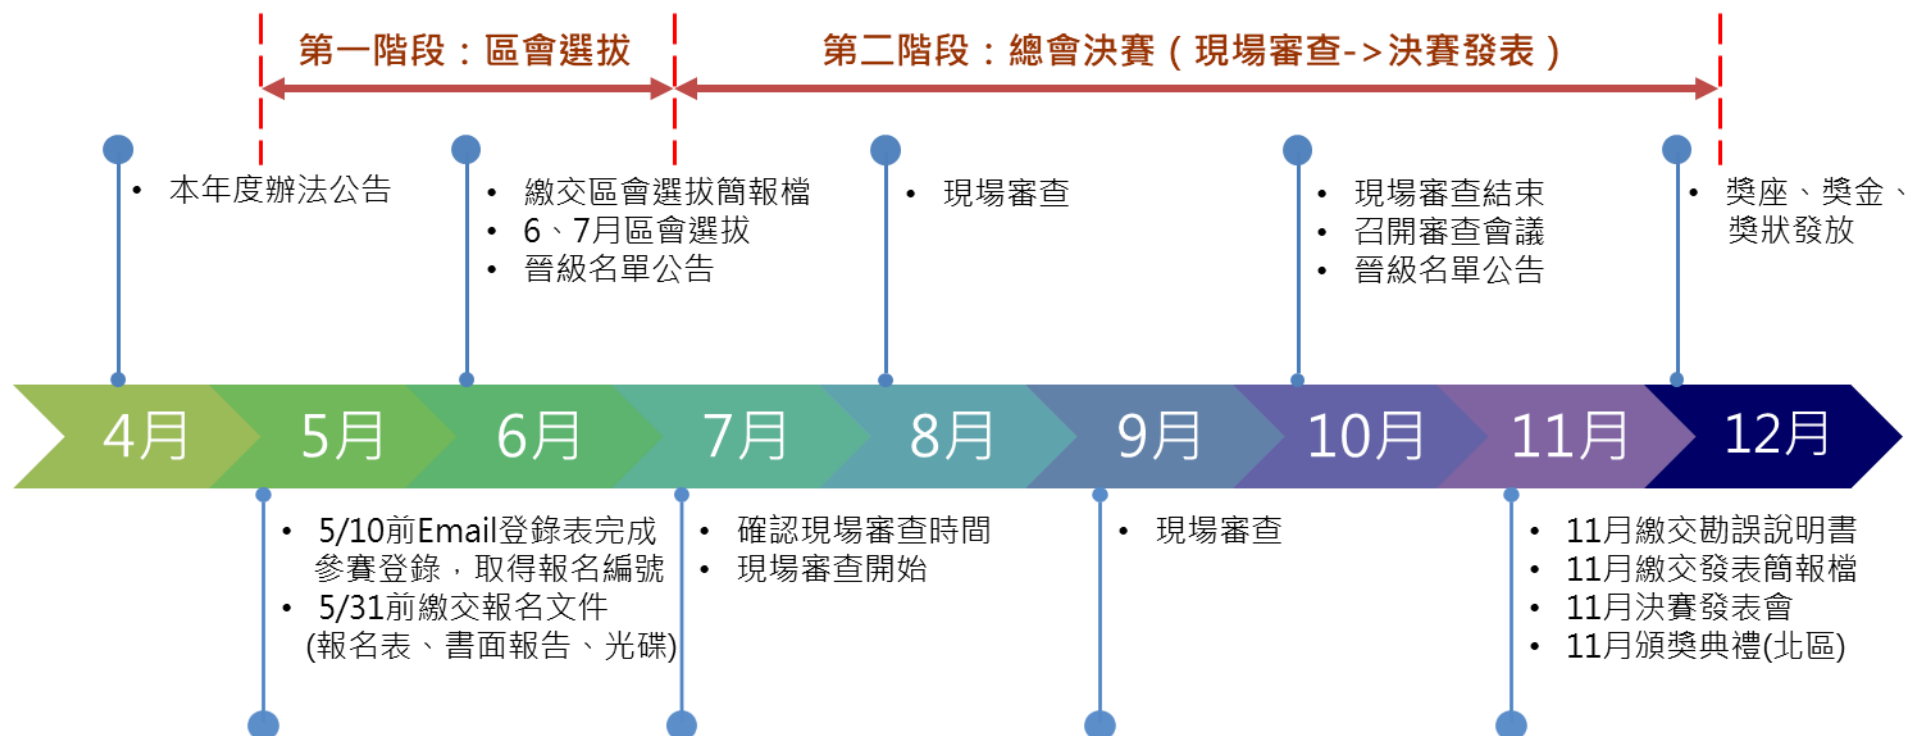 第一階段：區會選拔
第二階段：總會決賽（現場審查->決賽發表）
• 本年度辦法公告
• 繳交區會選拔簡報檔
• 6、7月區會選拔
• 晉級名單公告
• 現場審查
• 現場審查結束
• 召開審查會議
• 晉級名單公告
• 獎座、獎金、
獎狀發放
4月
5月
6月
7月
8月
9月
10月
11月
12月
• 5/10前Email登錄表完成
參賽登錄，取得報名編號
• 5/31前繳交報名文件
(報名表、書面報告、光碟)
• 確認現場審查時間
• 現場審查開始
• 現場審查
• 11月繳交勘誤說明書
• 11月繳交發表簡報檔
• 11月決賽發表會
• 11月頒獎典禮(北區)